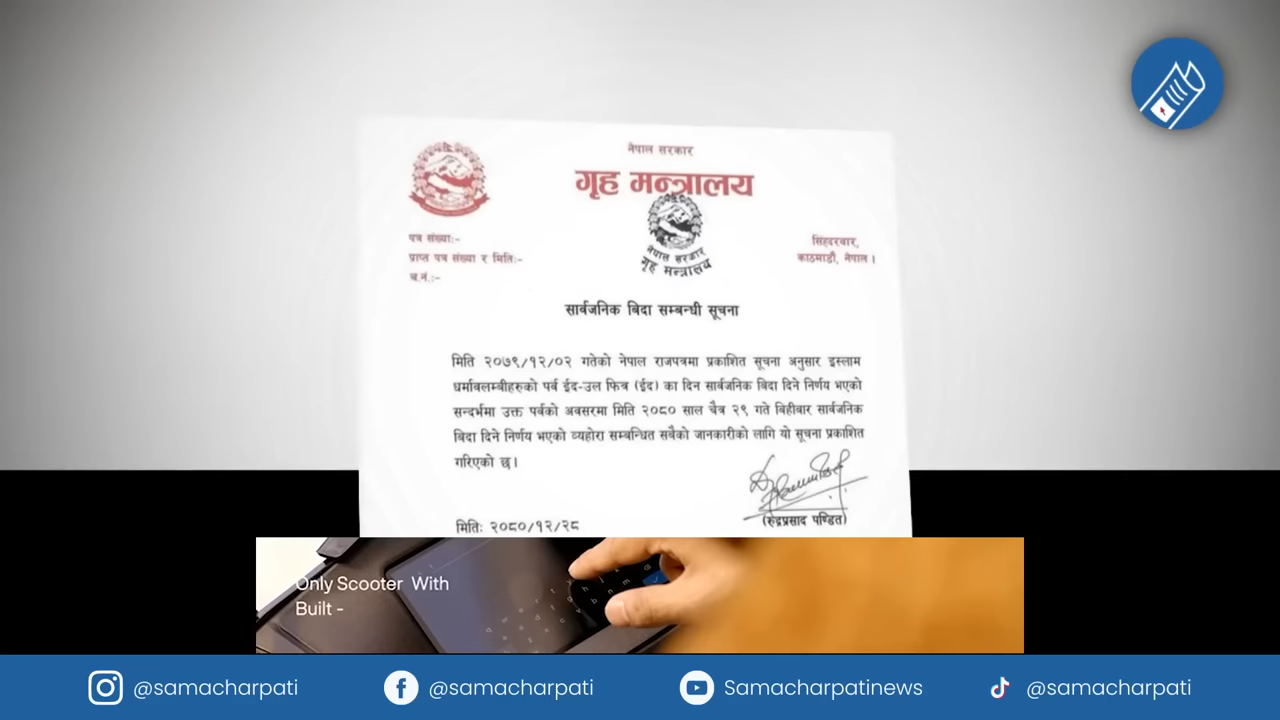 नेपाल सरकार
गृह मन्त्रालय
नेपाल सरकार
गृह मन्त्रालय
पत्र संख्याः-
प्राप्त पत्र संख्या र मितिः-
च.नं.:-
सिंहदरवार,
काठमाडौं, नेपाल ।
सार्वजनिक बिदा सम्बन्धी सूचना
मिति २०७९/१२/०२ गतेको नेपाल राजपत्रमा प्रकाशित सूचना अनुसार इस्लाम
धर्मावलम्बीहरुको पर्व ईद-उल फित्र (ईद) का दिन सार्वजनिक बिदा दिने निर्णय भएको
सन्दर्भमा उक्त पर्वको अवसरमा मिति २०८० साल चैत्र २९ गते बिहीबार सार्वजनिक
बिदा दिने निर्णय भएको व्यहोरा सम्बन्धित सबैको जानकारीको लागि यो सूचना प्रकाशित
गरिएको छ।
(रुद्रप्रसाद पण्डित)
मितिः २०८०/१२/२८
Only Scooter With
Built -
@samacharpati
@samacharpati
Samacharpatinews
@samacharpati